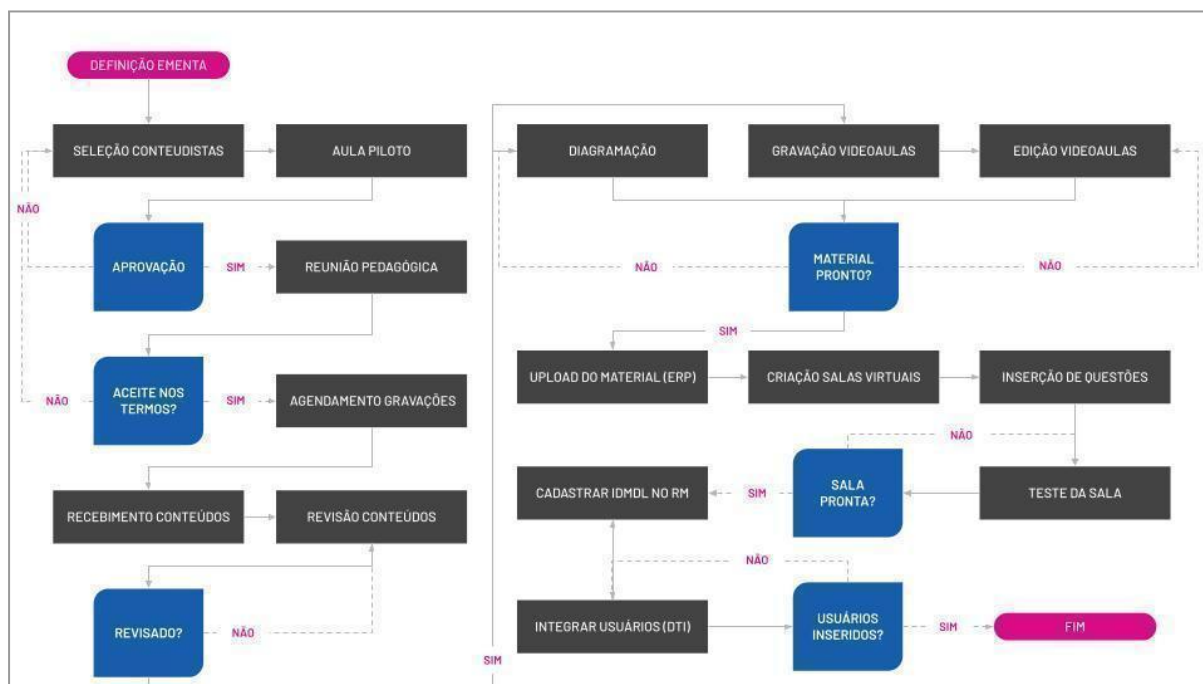 DEFINIÇÃO EMENTA
SELEÇÃO CONTEUDISTAS
AULA PILOTO
NÃO
APROVAÇÃO
SIM
REUNIÃO PEDAGÓGICA
NÃO
ACEITE NOS
TERMOS?
SIM
AGENDAMENTO GRAVAÇÕES
RECEBIMENTO CONTEÚDOS
REVISÃO CONTEÚDOS
REVISADO?
NÃO
SIM
DIAGRAMAÇÃO
GRAVAÇÃO VIDEOAULAS
EDIÇÃO VIDEOAULAS
NÃO
MATERIAL
PRONTO?
NÃO
SIM
UPLOAD DO MATERIAL (ERP)
CRIAÇÃO SALAS VIRTUAIS
INSERÇÃO DE QUESTÕES
NÃO
CADASTRAR IDMDL NO RM
SIM
SALA
PRONTA?
TESTE DA SALA
NÃO
INTEGRAR USUÁRIOS (DTI)
USUÁRIOS
INSERIDOS?
SIM
FIM